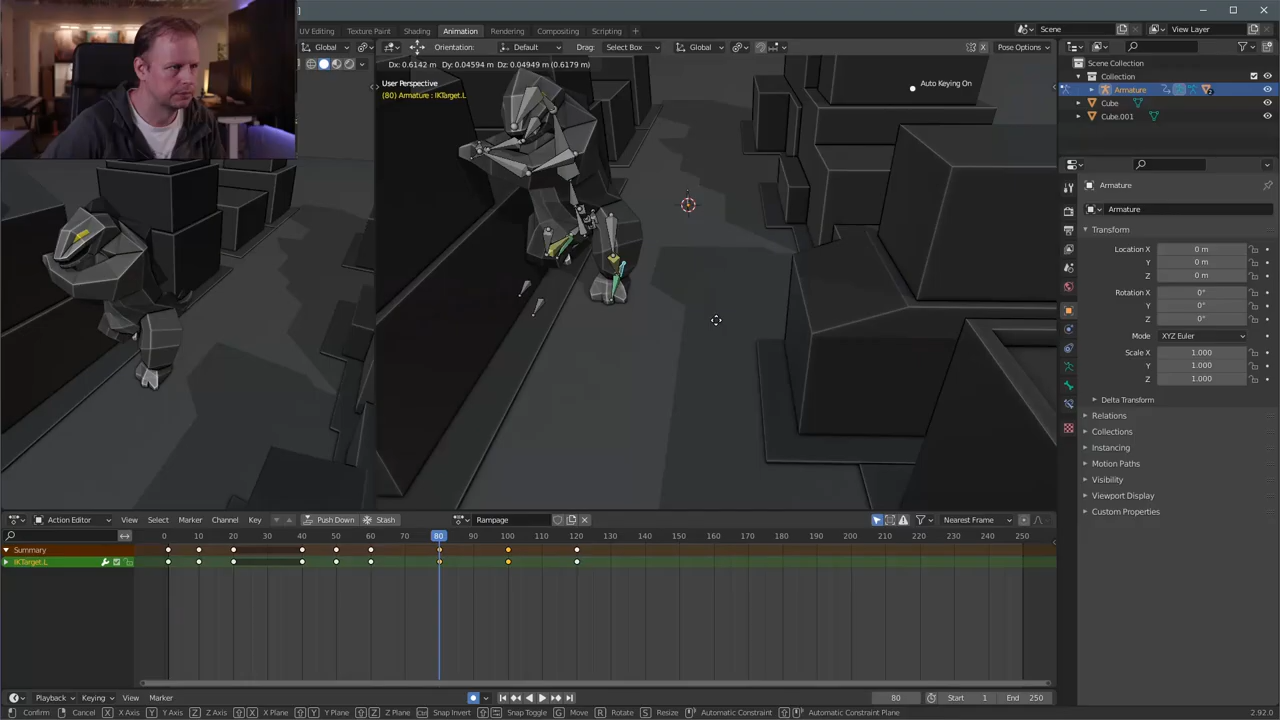 UV Editing Texture Paint Shading Animation Rendering Compositing Scripting +
Scene View Layer
Global Orientation: Default Drag: Select Box Global Pose Options
Dx: 0.6142 m Dy: 0.04594 m Dz: 0.04949 m (0.6179 m)
User Perspective
(80) Armature : IKTarget.L
Auto Keying On
Scene Collection
Collection
Armature
Cube
Cube.001
Armature
Armature
Transform
Location X 0 m
Y 0 m
Z 0 m
Rotation X 0°
Y 0°
Z 0°
Mode XYZ Euler
Scale X 1.000
Y 1.000
Z 1.000
Delta Transform
Relations
Collections
Instancing
Motion Paths
Visibility
Viewport Display
Custom Properties
Action Editor View Select Marker Channel Key Push Down Stash Rampage Nearest Frame
0 10 20 30 40 50 60 70 80 90 100 110 120 130 140 150 160 170 180 190 200 210 220 230 240 250
Summary
IKTarget.L
Playback Keying View Marker 80 Start 1 End 250
Confirm Cancel X Axis Y Axis Z Axis X Plane Y Plane Z Plane Snap Invert Snap Toggle G Move R Rotate S Resize Automatic Constraint Automatic Constraint Plane 2.92.0